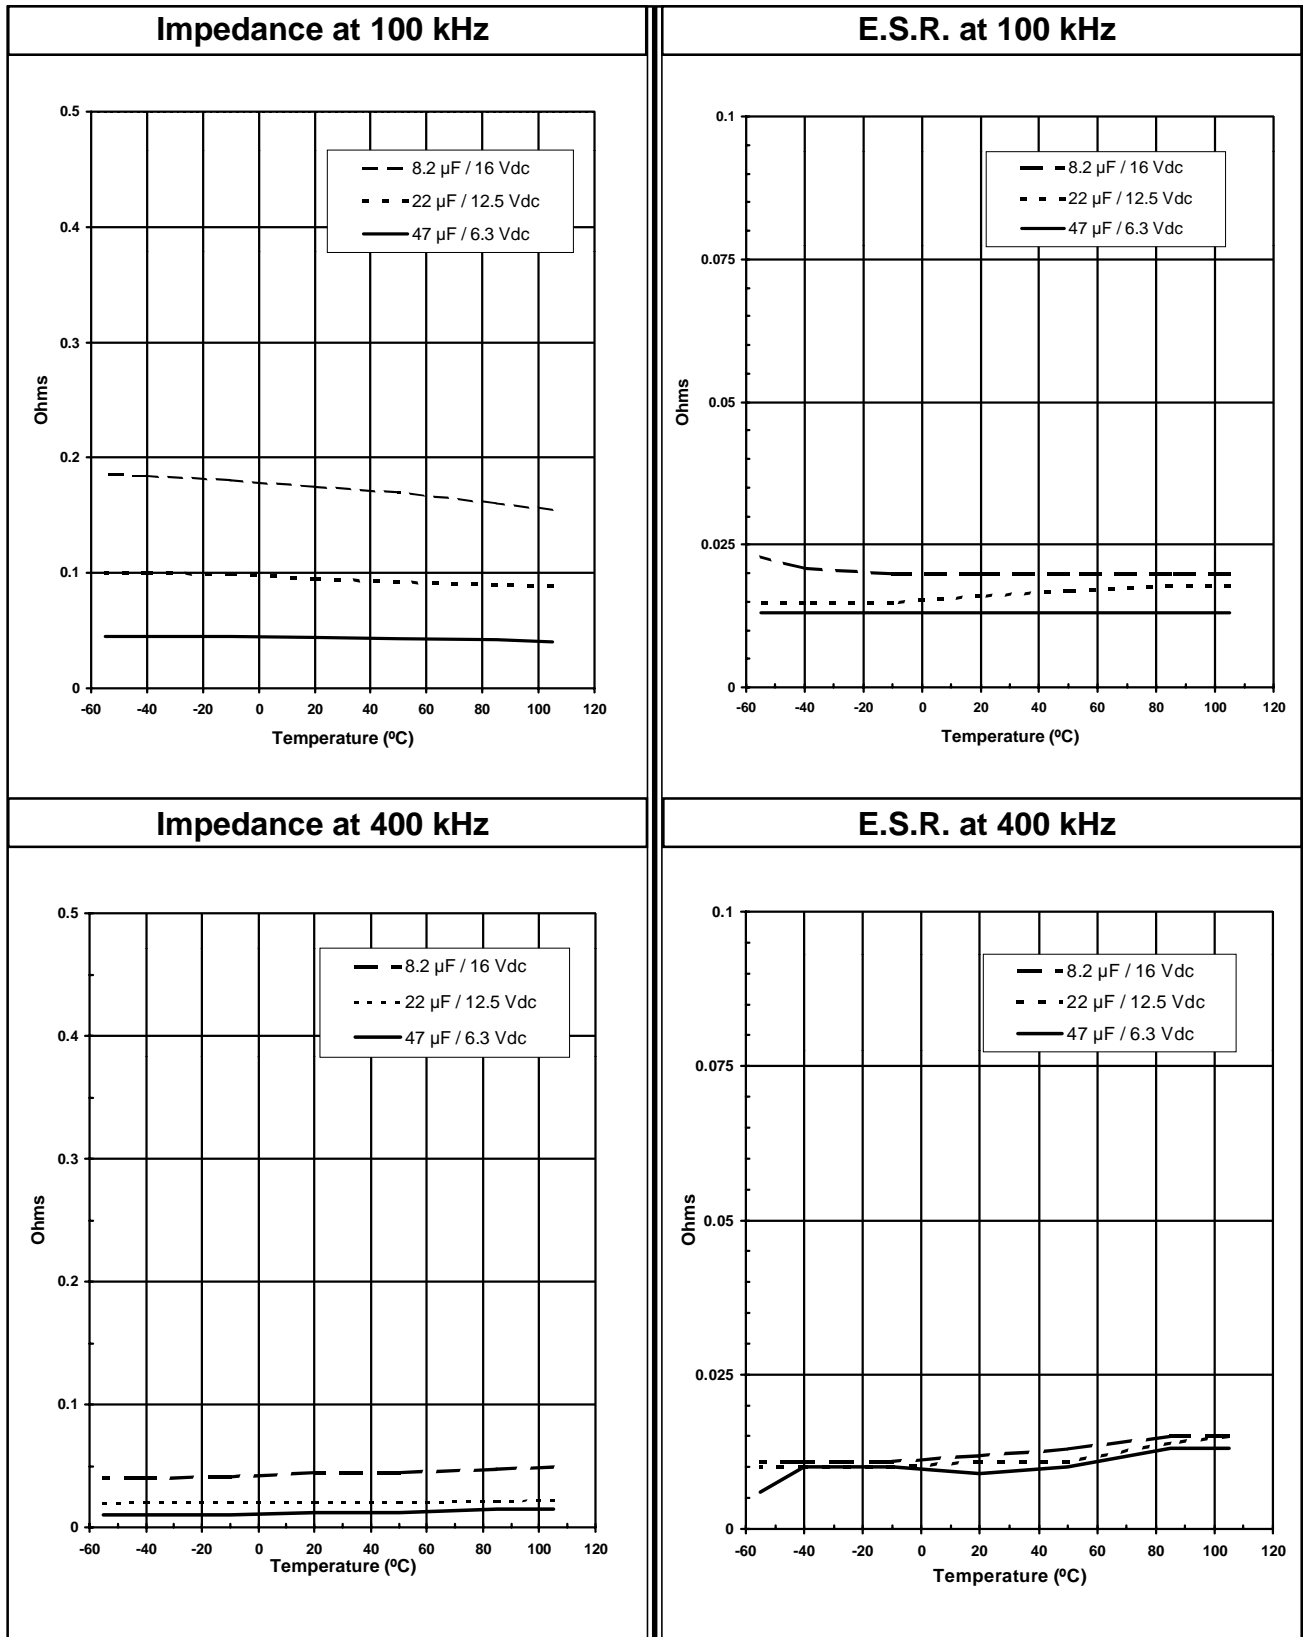 Impedance at 100 kHz
0.5
0.4
0.3
0.2
0.1
0
Ohms
8.2 µF / 16 Vdc
22 µF / 12.5 Vdc
47 µF / 6.3 Vdc
-60 -40 -20 0 20 40 60 80 100 120
Temperature (ºC)
E.S.R. at 100 kHz
0.1
0.075
0.05
0.025
0
Ohms
8.2 µF / 16 Vdc
22 µF / 12.5 Vdc
47 µF / 6.3 Vdc
-60 -40 -20 0 20 40 60 80 100 120
Temperature (ºC)
Impedance at 400 kHz
0.5
0.4
0.3
0.2
0.1
0
Ohms
8.2 µF / 16 Vdc
22 µF / 12.5 Vdc
47 µF / 6.3 Vdc
-60 -40 -20 0 20 40 60 80 100 120
Temperature (ºC)
E.S.R. at 400 kHz
0.1
0.075
0.05
0.025
0
Ohms
8.2 µF / 16 Vdc
22 µF / 12.5 Vdc
47 µF / 6.3 Vdc
-60 -40 -20 0 20 40 60 80 100 120
Temperature (ºC)